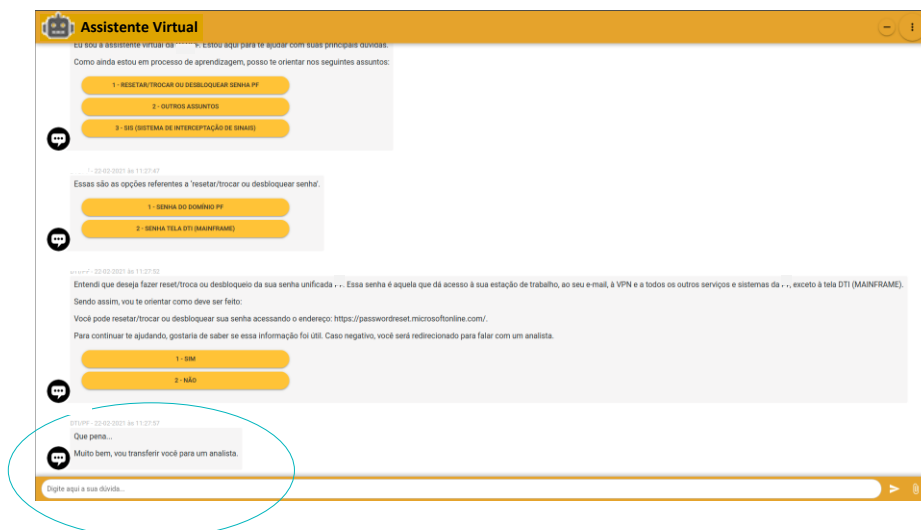 Assistente Virtual
Eu sou a assistente virtual da F. Estou aqui para te ajudar com suas principais dúvidas.
Como ainda estou em processo de aprendizagem, posso te orientar nos seguintes assuntos:
1 - RESETAR/TROCAR OU DESBLOQUEAR SENHA PF
2 - OUTROS ASSUNTOS
3 - SIS (SISTEMA DE INTERCEPTAÇÃO DE SINAIS)
- 22-02-2021 às 11:27:47
Essas são as opções referentes a 'resetar/trocar ou desbloquear senha'.
1 - SENHA DO DOMÍNIO PF
2 - SENHA TELA DTI (MAINFRAME)
DTI/PF - 22-02-2021 às 11:27:52
Entendi que deseja fazer reset/troca ou desbloqueio da sua senha unificada . Essa senha é aquela que dá acesso à sua estação de trabalho, ao seu e-mail, à VPN e a todos os outros serviços e sistemas da , exceto à tela DTI (MAINFRAME).
Sendo assim, vou te orientar como deve ser feito:
Você pode resetar/trocar ou desbloquear sua senha acessando o endereço: https://passwordreset.microsoftonline.com/.
Para continuar te ajudando, gostaria de saber se essa informação foi útil. Caso negativo, você será redirecionado para falar com um analista.
1 - SIM
2 - NÃO
DTI/PF - 22-02-2021 às 11:27:57
Que pena...
Muito bem, vou transferir você para um analista.
Digite aqui a sua dúvida...